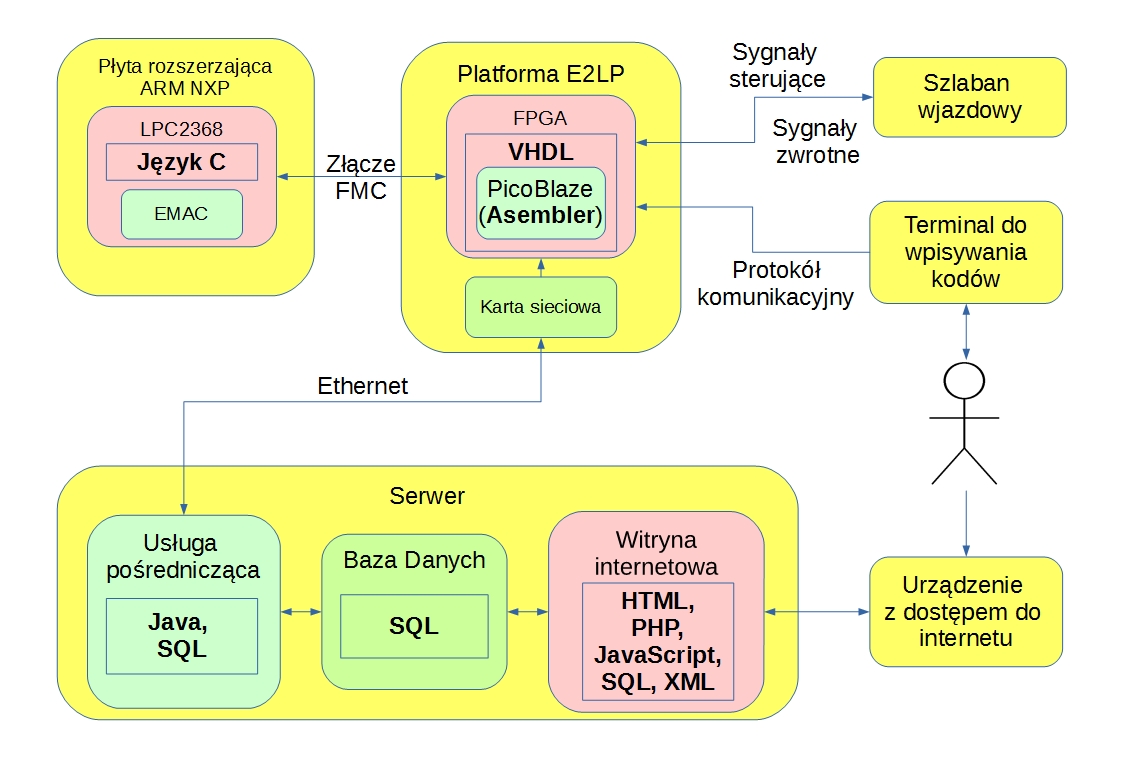 Płyta rozszerzająca
ARM NXP
LPC2368
Język C
EMAC
Złącze
FMC
Platforma E2LP
FPGA
VHDL
PicoBlaze
(Asembler)
Karta sieciowa
Sygnały
sterujące
Sygnały
zwrotne
Szlaban
wjazdowy
Terminal do
wpisywania
kodów
Protokół
komunikacyjny
Ethernet
Serwer
Usługa
pośrednicząca
Java,
SQL
Baza Danych
SQL
Witryna
internetowa
HTML,
PHP,
JavaScript,
SQL, XML
Urządzenie
z dostępem do
internetu